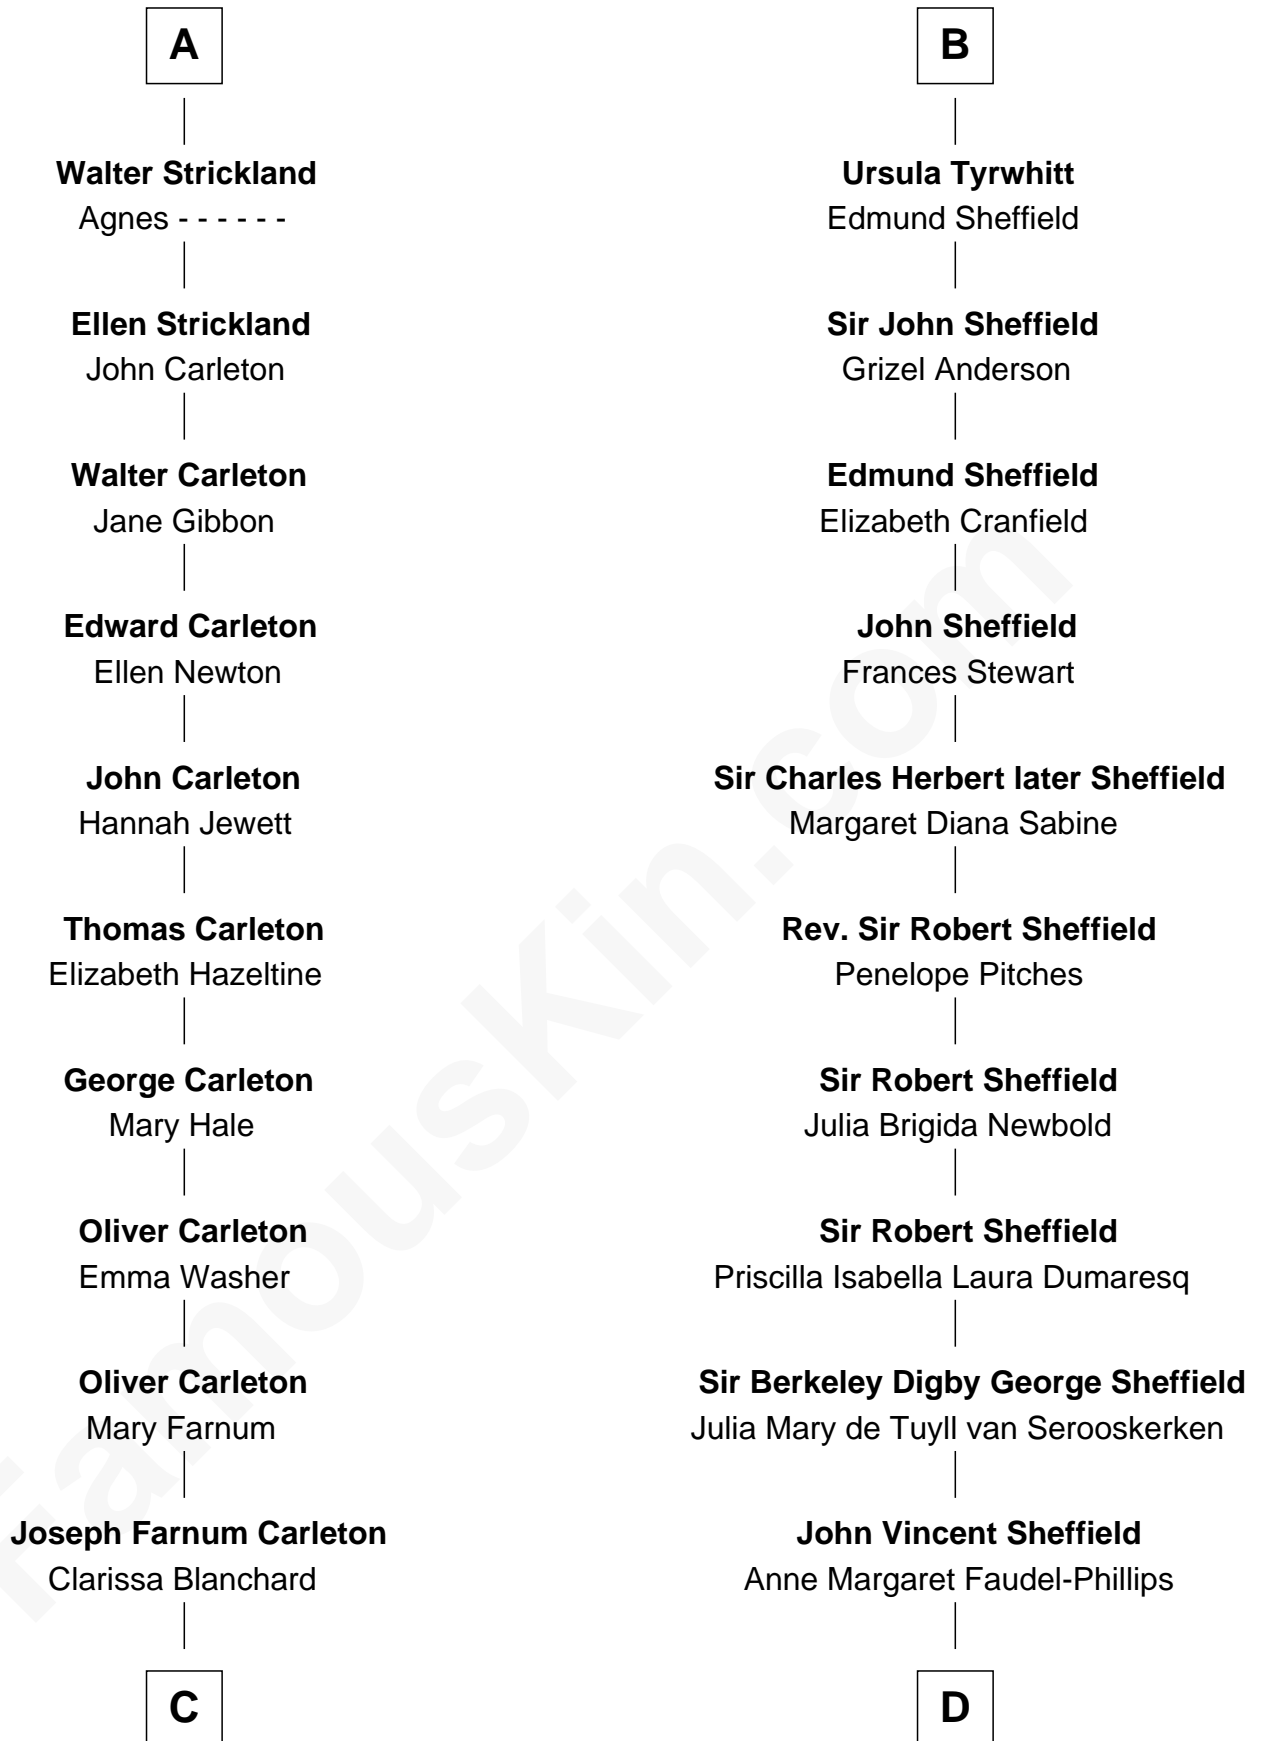 A
Walter Strickland
Agnes - - - - - -
Ellen Strickland
John Carleton
Walter Carleton
Jane Gibbon
Edward Carleton
Ellen Newton
John Carleton
Hannah Jewett
Thomas Carleton
Elizabeth Hazeltine
George Carleton
Mary Hale
Oliver Carleton
Emma Washer
Oliver Carleton
Mary Farnum
Joseph Farnum Carleton
Clarissa Blanchard
C
B
Ursula Tyrwhitt
Edmund Sheffield
Sir John Sheffield
Grizel Anderson
Edmund Sheffield
Elizabeth Cranfield
John Sheffield
Frances Stewart
Sir Charles Herbert later Sheffield
Margaret Diana Sabine
Rev. Sir Robert Sheffield
Penelope Pitches
Sir Robert Sheffield
Julia Brigida Newbold
Sir Robert Sheffield
Priscilla Isabella Laura Dumaresq
Sir Berkeley Digby George Sheffield
Julia Mary de Tuyll van Serooskerken
John Vincent Sheffield
Anne Margaret Faudel-Phillips
D
FamousKin.com